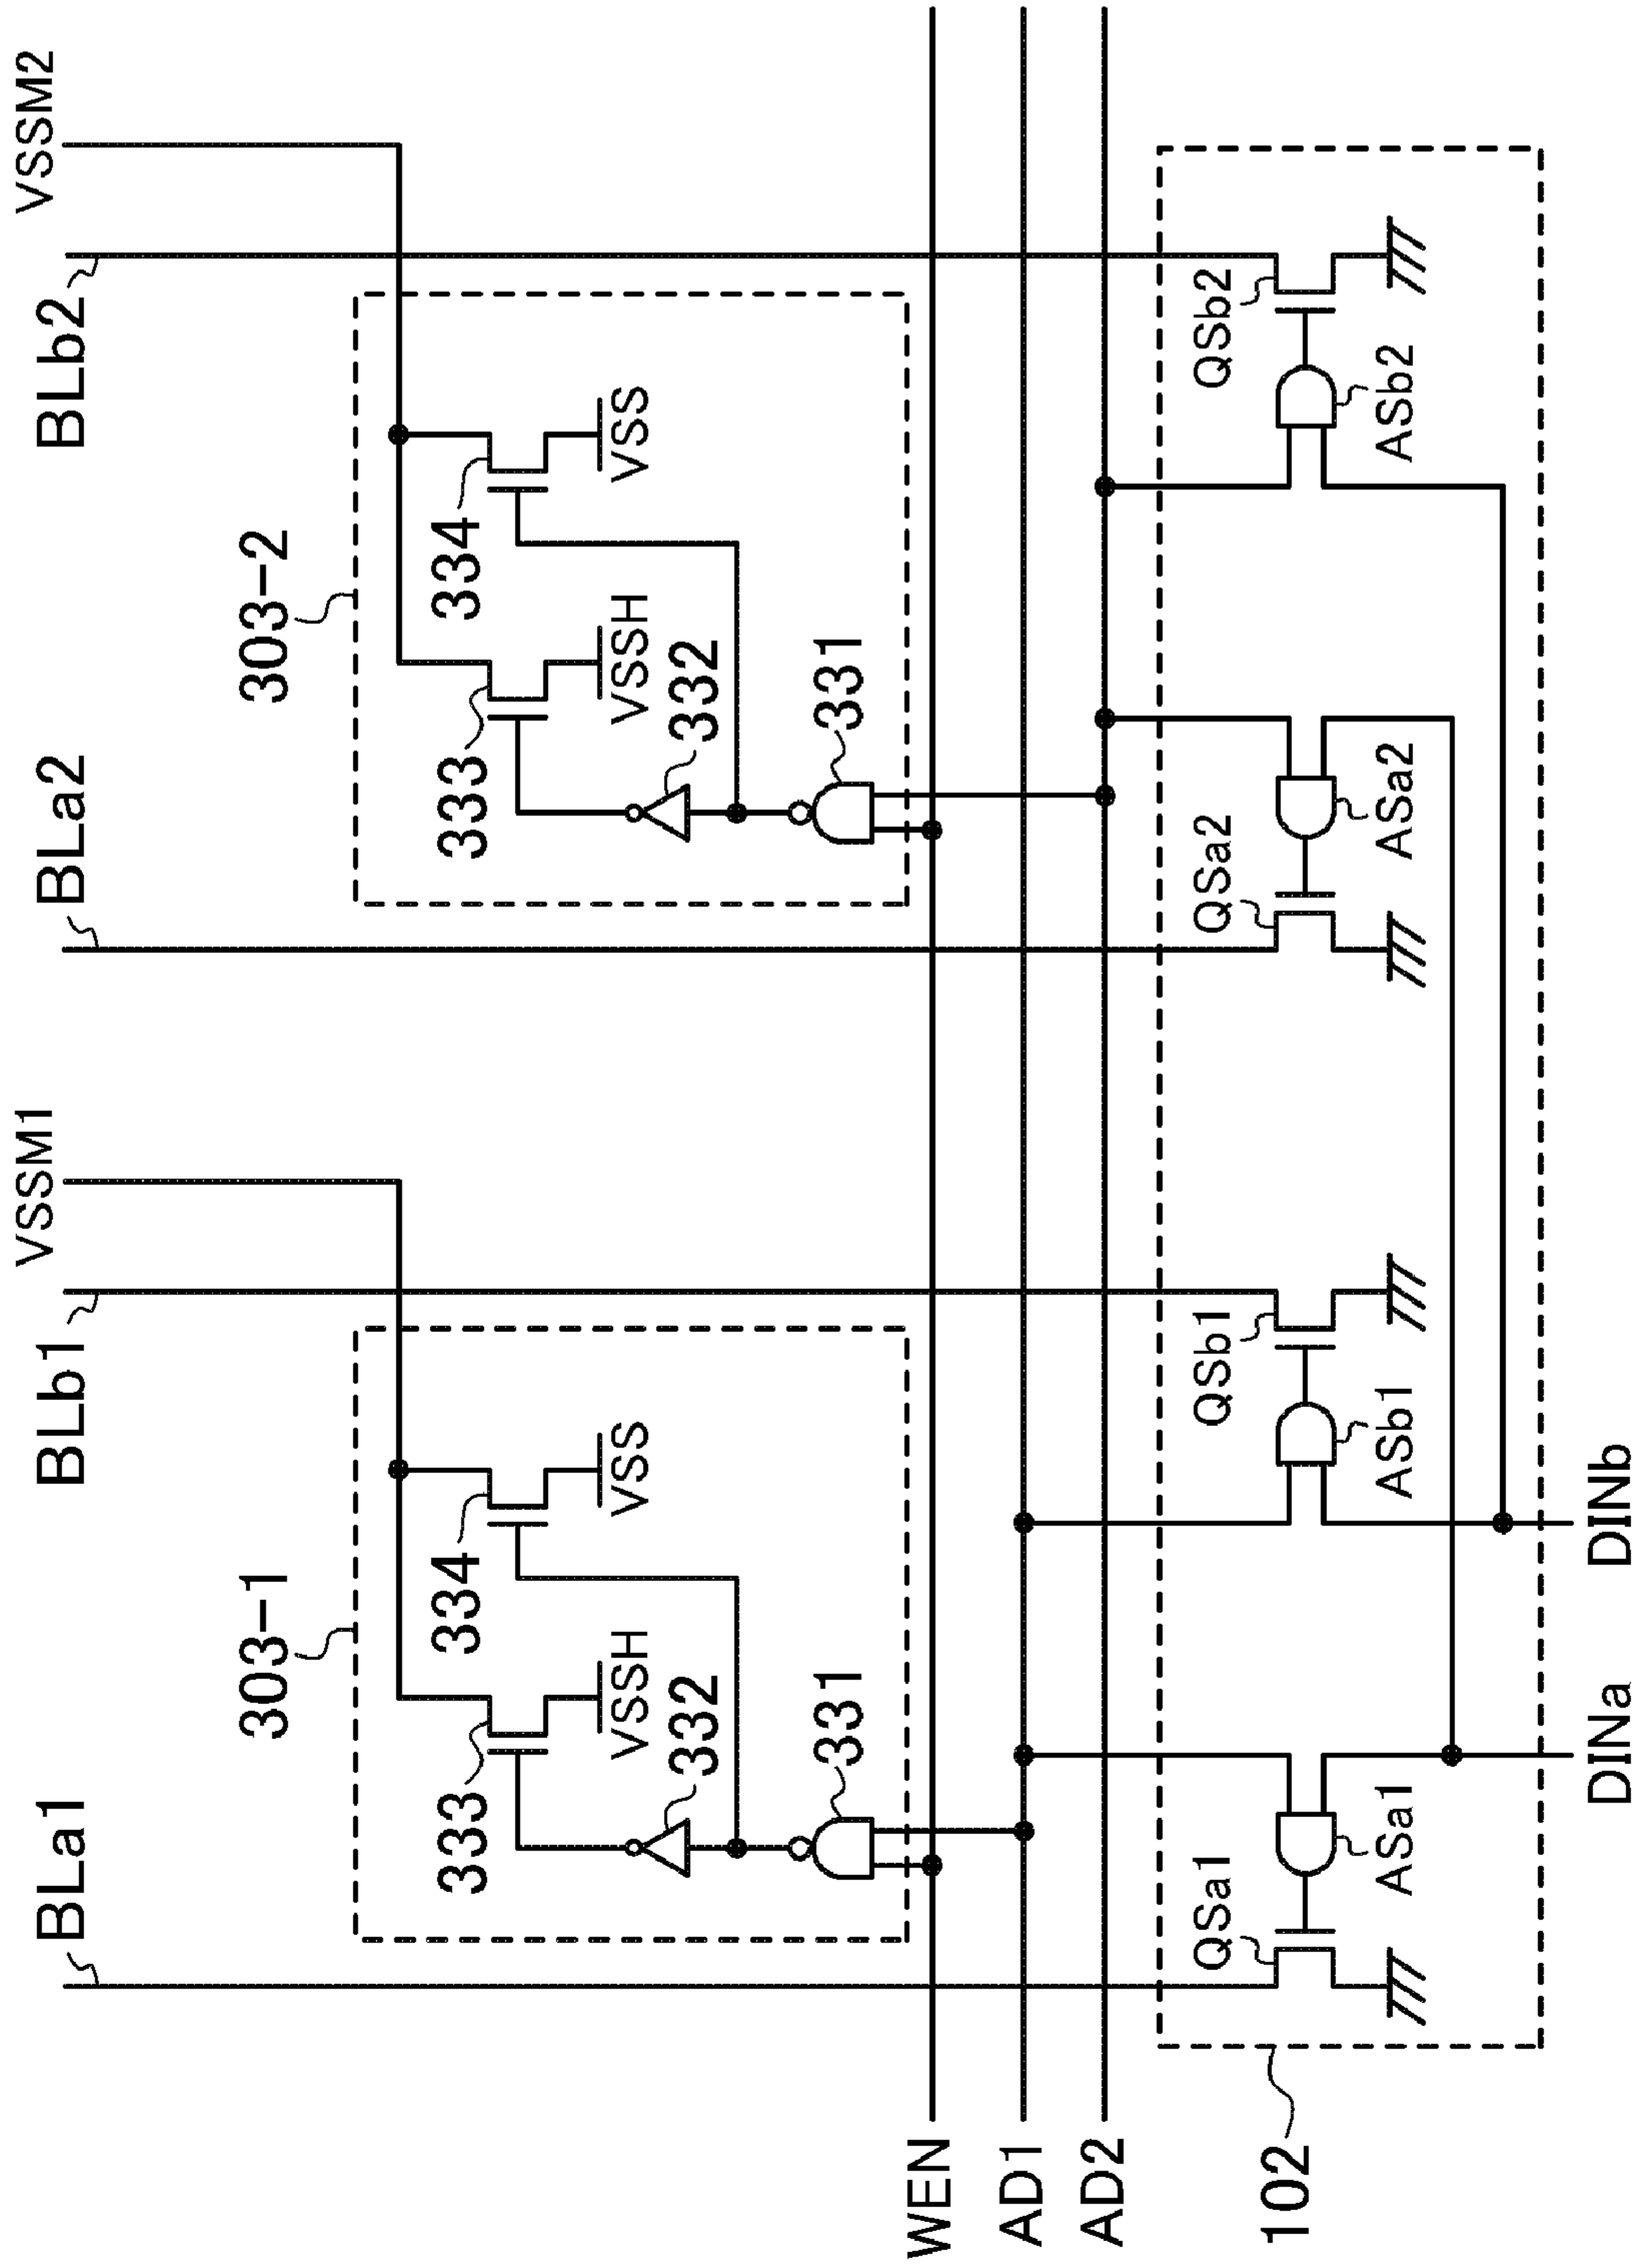 BLa1
BLb1
VSSM1
BLa2
BLb2
VSSM2
303-1
303-2
333
334
VSSH
VSS
332
331
333
334
VSSH
VSS
332
331
WEN
AD1
AD2
102
QSa1
QSb1
QSa2
QSb2
ASa1
ASb1
ASa2
ASb2
DINa
DINb